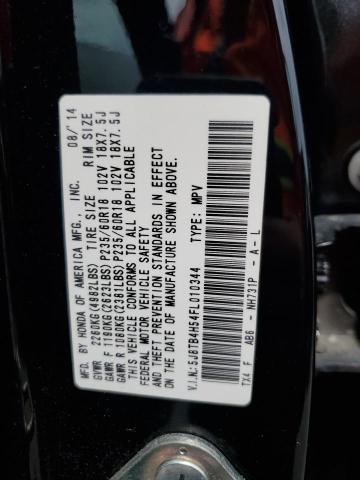 MFD. BY HONDA OF AMERICA MFG., INC. 08/'14
GVWR 2260KG(4982LBS) TIRE SIZE RIM SIZE
GAWR F 1190KG(2623LBS) P235/60R18 102V 18X7.5J
GAWR R 1080KG(2381LBS) P235/60R18 102V 18X7.5J
THIS VEHICLE CONFORMS TO ALL APPLICABLE
FEDERAL MOTOR VEHICLE SAFETY
AND THEFT PREVENTION STANDARDS IN EFFECT
ON THE DATE OF MANUFACTURE SHOWN ABOVE.
V.I.N.: 5J8TB4H54FL010344 TYPE: MPV
TX4 F AB6 - NH731P - A - L